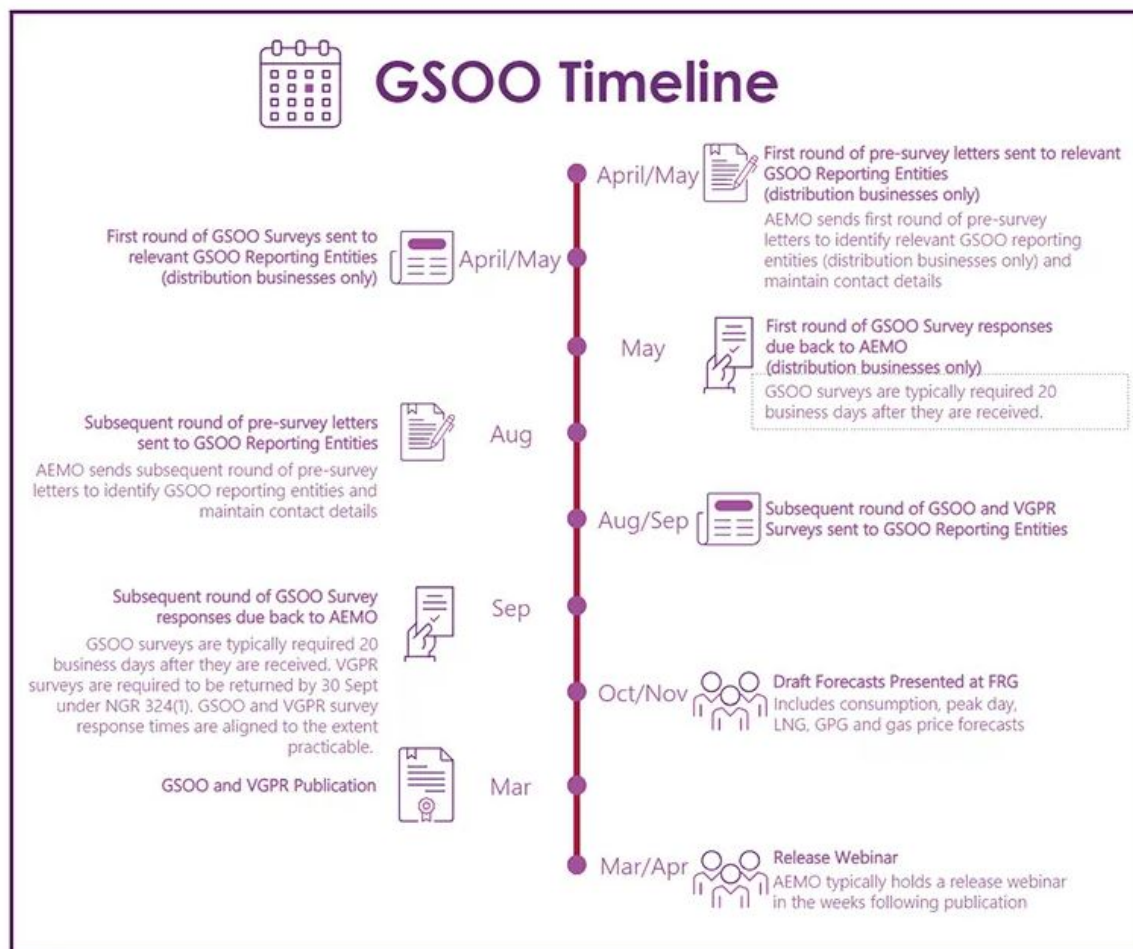 GSOO Timeline
April/May
First round of pre-survey letters sent to relevant
GSOO Reporting Entities
(distribution businesses only)
AEMO sends first round of pre-survey
letters to identify relevant GSOO reporting
entities (distribution businesses only) and
maintain contact details
First round of GSOO Surveys sent to
relevant GSOO Reporting Entities
(distribution businesses only)
April/May
May
First round of GSOO Survey responses
due back to AEMO
(distribution businesses only)
GSOO surveys are typically required 20
business days after they are received.
Subsequent round of pre-survey letters
sent to GSOO Reporting Entities
AEMO sends subsequent round of pre-survey
letters to identify GSOO reporting entities and
maintain contact details
Aug
Aug/Sep
Subsequent round of GSOO and VGPR
Surveys sent to GSOO Reporting Entities
Subsequent round of GSOO Survey
responses due back to AEMO
GSOO surveys are typically required 20
business days after they are received. VGPR
surveys are required to be returned by 30 Sept
under NGR 324(1). GSOO and VGPR survey
response times are aligned to the extent
practicable.
Sep
Oct/Nov
Draft Forecasts Presented at FRG
Includes consumption, peak day,
LNG, GPG and gas price forecasts
GSOO and VGPR Publication
Mar
Mar/Apr
Release Webinar
AEMO typically holds a release webinar
in the weeks following publication